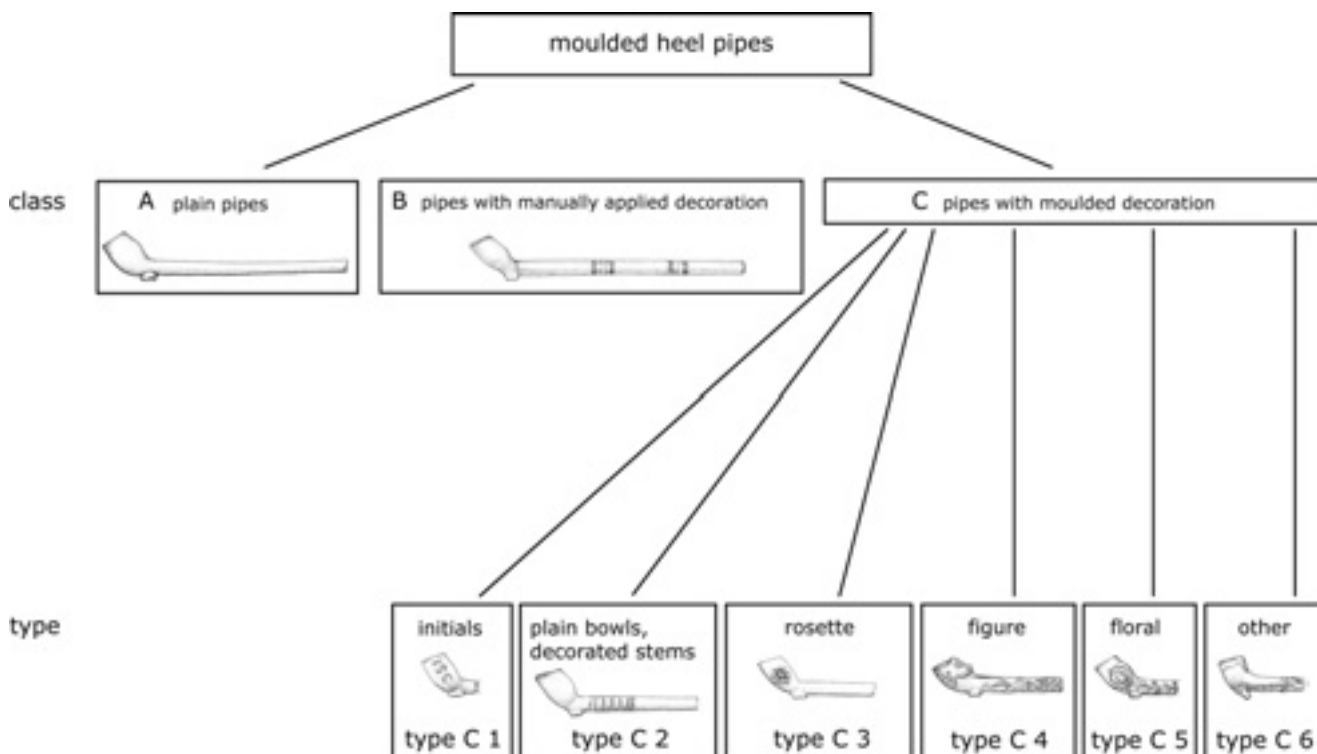 moulded heel pipes
class
A plain pipes
B pipes with manually applied decoration
C pipes with moulded decoration
type
initials
type C 1
plain bowls,
decorated stems
type C 2
rosette
type C 3
figure
type C 4
floral
type C 5
other
type C 6